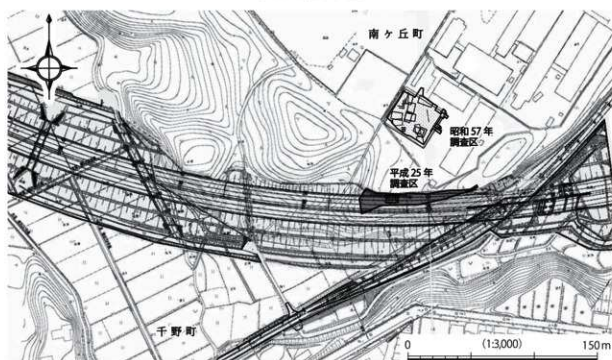 南ヶ丘町
昭和57年
調査区
平成25年
調査区
千野町
0 (1:3,000) 150m